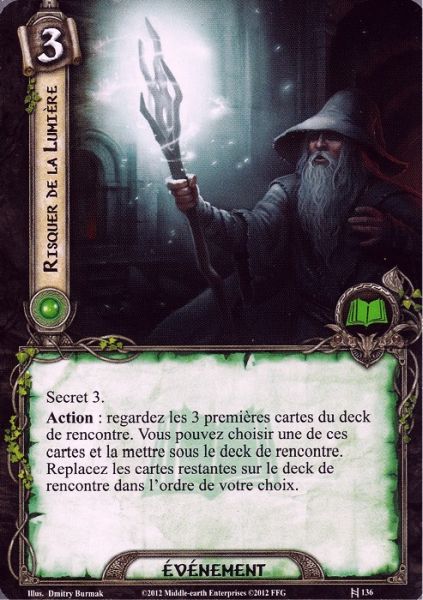 3
RISQUER DE LA LUMIÈRE
Secret 3.
Action : regardez les 3 premières cartes du deck
de rencontre. Vous pouvez choisir une de ces
cartes et la mettre sous le deck de rencontre.
Replacez les cartes restantes sur le deck de
rencontre dans l'ordre de votre choix.
ÉVÉNEMENT
Illus. Dmitry Burmak ©2012 Middle-earth Enterprises ©2012 FFG 136